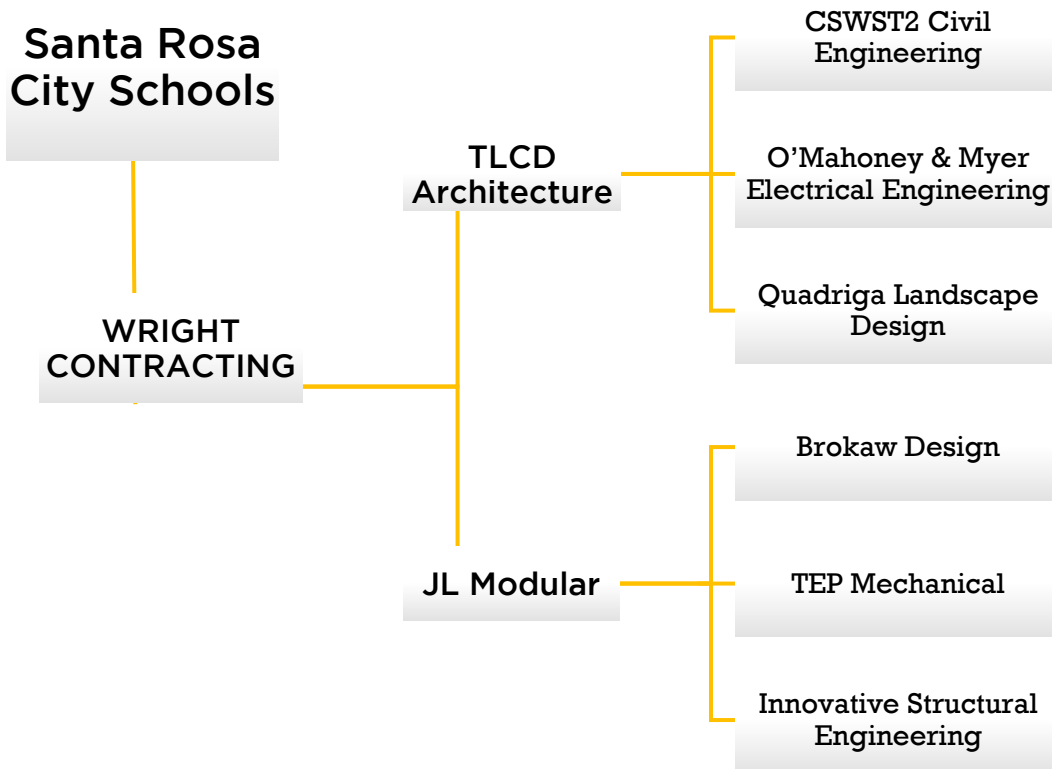 Santa Rosa
City Schools
WRIGHT
CONTRACTING
TLCD
Architecture
CSWST2 Civil
Engineering
O’Mahoney & Myer
Electrical Engineering
Quadriga Landscape
Design
JL Modular
Brokaw Design
TEP Mechanical
Innovative Structural
Engineering